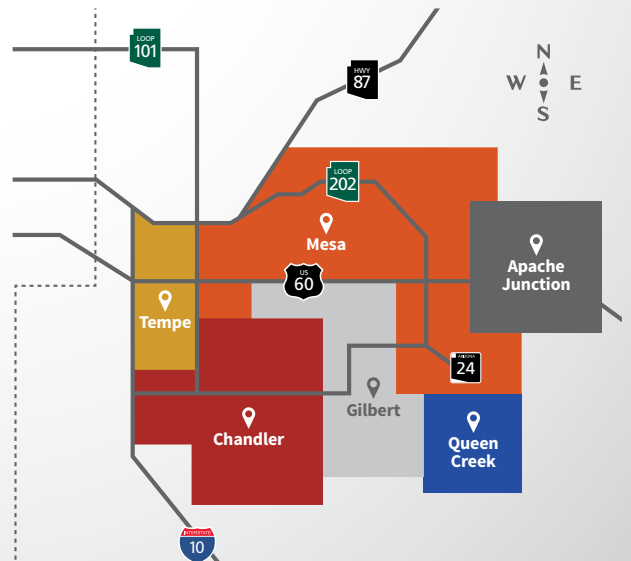 LOOP
101
HWY
87
N
W E
S
LOOP
202
Mesa
Apache
Junction
US
60
Tempe
ARIZONA
24
Gilbert
Chandler
Queen
Creek
INTERSTATE
10